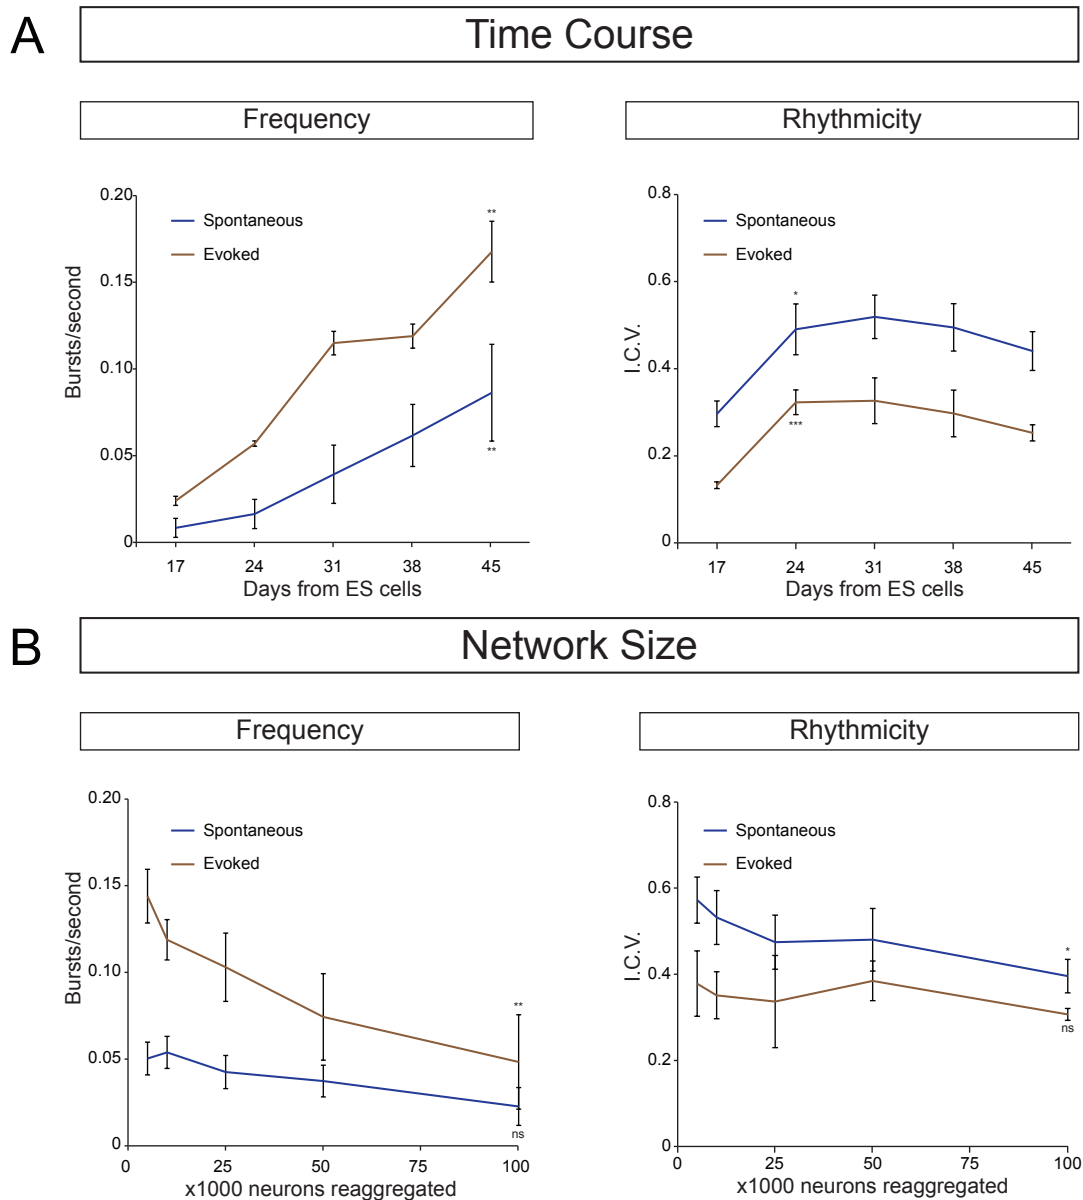 A
Time Course
Frequency
Rhythmicity
Bursts/second
0.20
0.15
0.10
0.05
0
Spontaneous
Evoked
**
**
17 24 31 38 45
Days from ES cells
I.C.V.
0.8
0.6
0.4
0.2
0
Spontaneous
Evoked
*
***
17 24 31 38 45
Days from ES cells
B
Network Size
Frequency
Rhythmicity
Bursts/second
0.20
0.15
0.10
0.05
0
Spontaneous
Evoked
**
ns
0 25 50 75 100
x1000 neurons reaggregated
I.C.V.
0.8
0.6
0.4
0.2
0
Spontaneous
Evoked
*
ns
0 25 50 75 100
x1000 neurons reaggregated